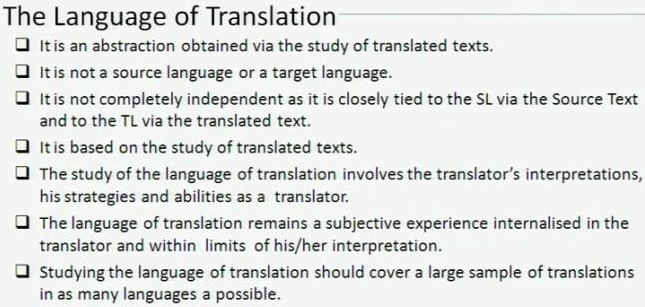 The Language of Translation
It is an abstraction obtained via the study of translated texts.
It is not a source language or a target language.
It is not completely independent as it is closely tied to the SL via the Source Text
and to the TL via the translated text.
It is based on the study of translated texts.
The study of the language of translation involves the translator's interpretations,
his strategies and abilities as a translator.
The language of translation remains a subjective experience internalised in the
translator and within limits of his/her interpretation.
Studying the language of translation should cover a large sample of translations
in as many languages a possible.